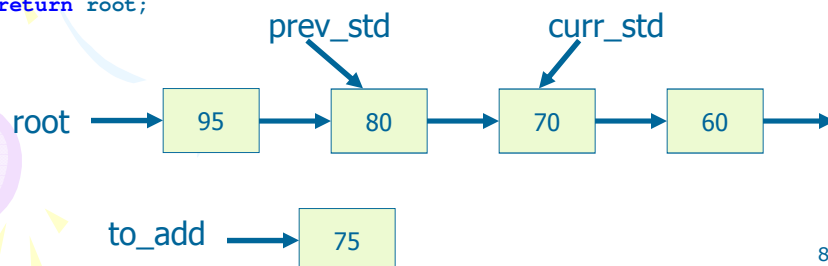 return root;
prev_std curr_std
root 95 80 70 60
to_add 75
8